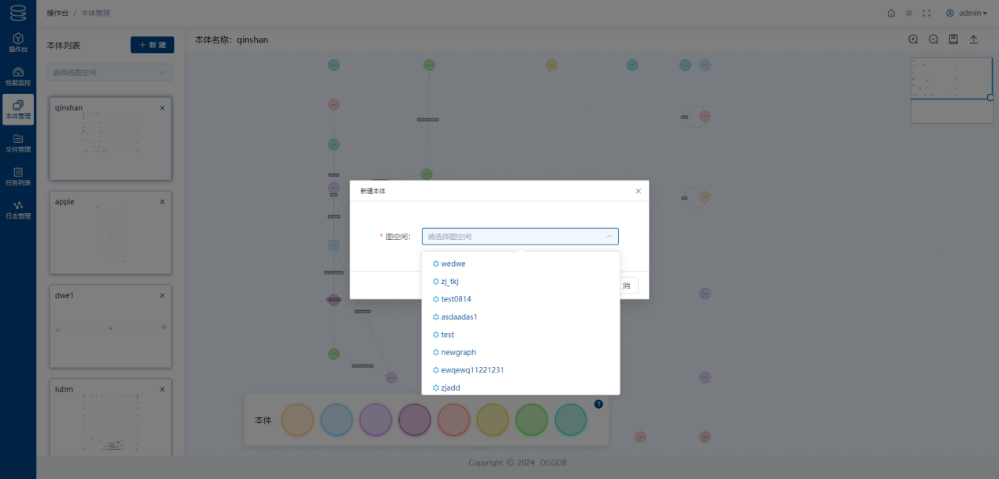 操作台 / 本体管理
admin
操作台
性能监控
本体管理
文件管理
任务列表
日志管理
本体列表
+ 新 建
请筛选图空间
qinshan
apple
dwe1
lubm
本体名称：qinshan
新建本体
* 图空间：
请选择图空间
wedwe
zj_tkj
test0814
asdaadas1
test
newgraph
ewqewq11221231
zjadd
消
本体
?
Copyright © 2024 OGGDB